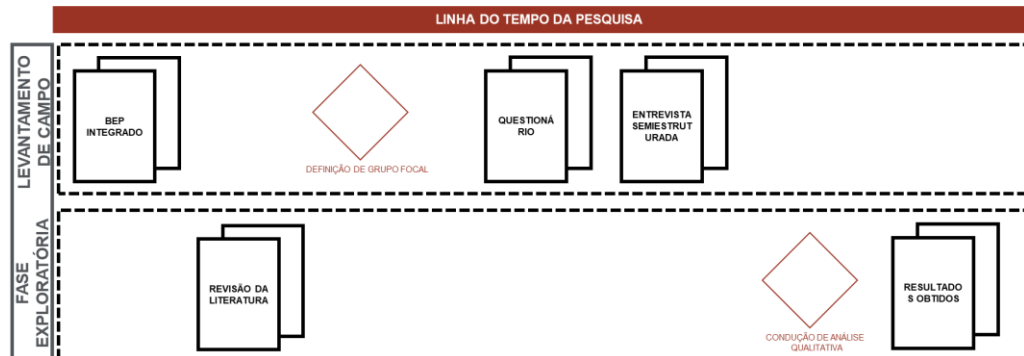 LINHA DO TEMPO DA PESQUISA
LEVANTAMENTO
DE CAMPO
BEP
INTEGRADO
DEFINIÇÃO DE GRUPO FOCAL
QUESTIONÁ
RIO
ENTREVISTA
SEMIESTRUT
URADA
FASE
EXPLORATÓRIA
REVISÃO DA
LITERATURA
CONDUÇÃO DE ANÁLISE
QUALITATIVA
RESULTADO
S OBTIDOS